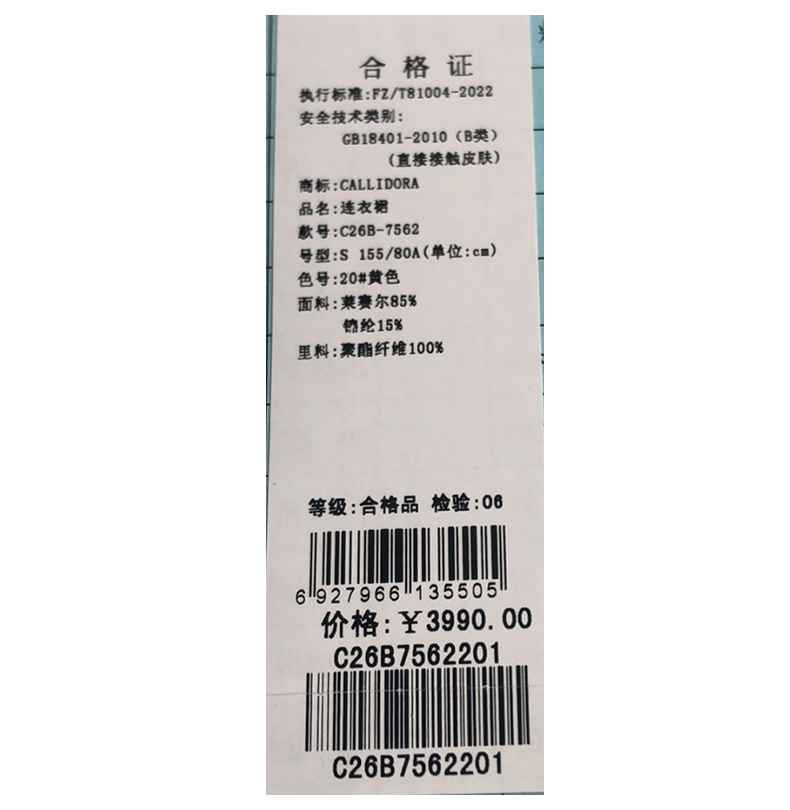 合格证
执行标准:FZ/T81004-2022
安全技术类别:
GB18401-2010（B类）
(直接接触皮肤)
商标:CALLIDORA
品名:连衣裙
款号:C26B-7562
号型:S 155/80A(单位:cm)
色号:20#黄色
面料:莱赛尔85%
锦纶15%
里料:聚酯纤维100%
等级:合格品 检验:06
6 927966 135505
价格:¥3990.00
C26B7562201
C26B7562201